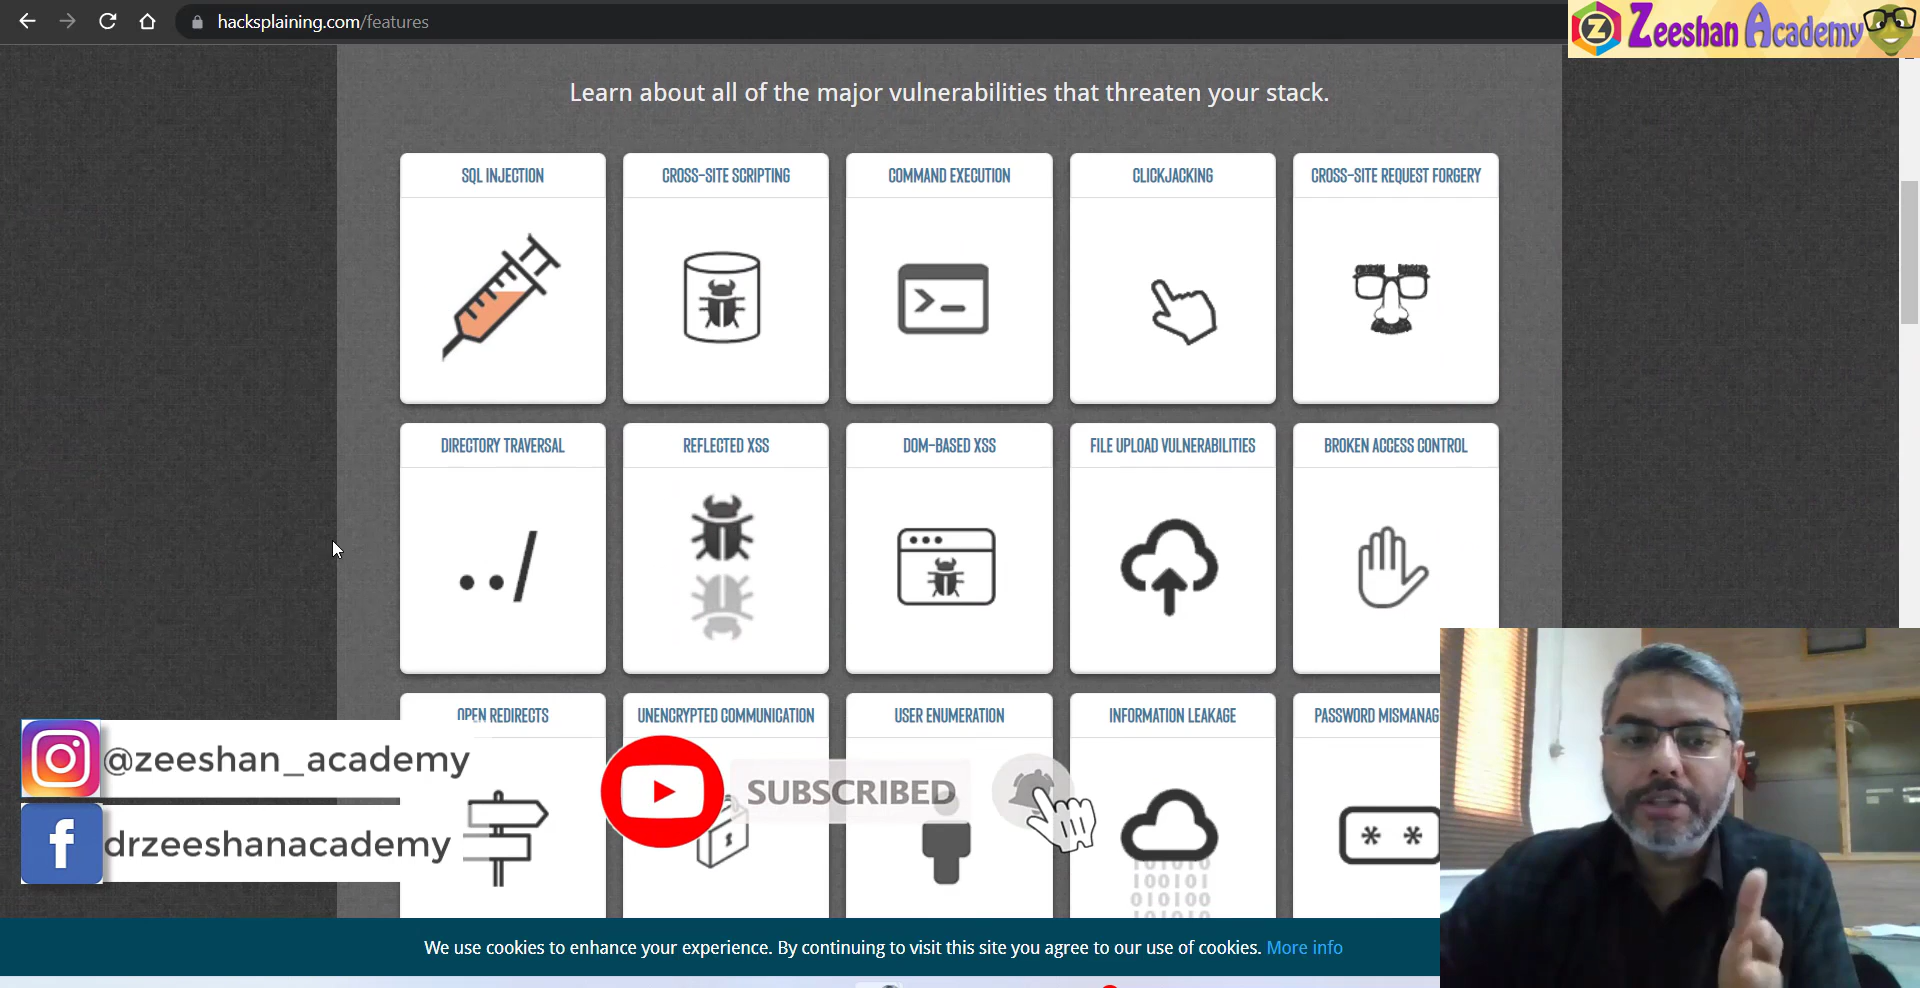 hacksplaining.com/features
Zeeshan Academy
Learn about all of the major vulnerabilities that threaten your stack.
SQL INJECTION
CROSS-SITE SCRIPTING
COMMAND EXECUTION
CLICKJACKING
CROSS-SITE REQUEST FORGERY
>_
DIRECTORY TRAVERSAL
REFLECTED XSS
DOM-BASED XSS
FILE UPLOAD VULNERABILITIES
BROKEN ACCESS CONTROL
../
OPEN REDIRECTS
UNENCRYPTED COMMUNICATION
USER ENUMERATION
INFORMATION LEAKAGE
PASSWORD MISMANAG
@zeeshan_academy
SUBSCRIBED
drzeeshanacademy
* *
100101
010100
We use cookies to enhance your experience. By continuing to visit this site you agree to our use of cookies. More info